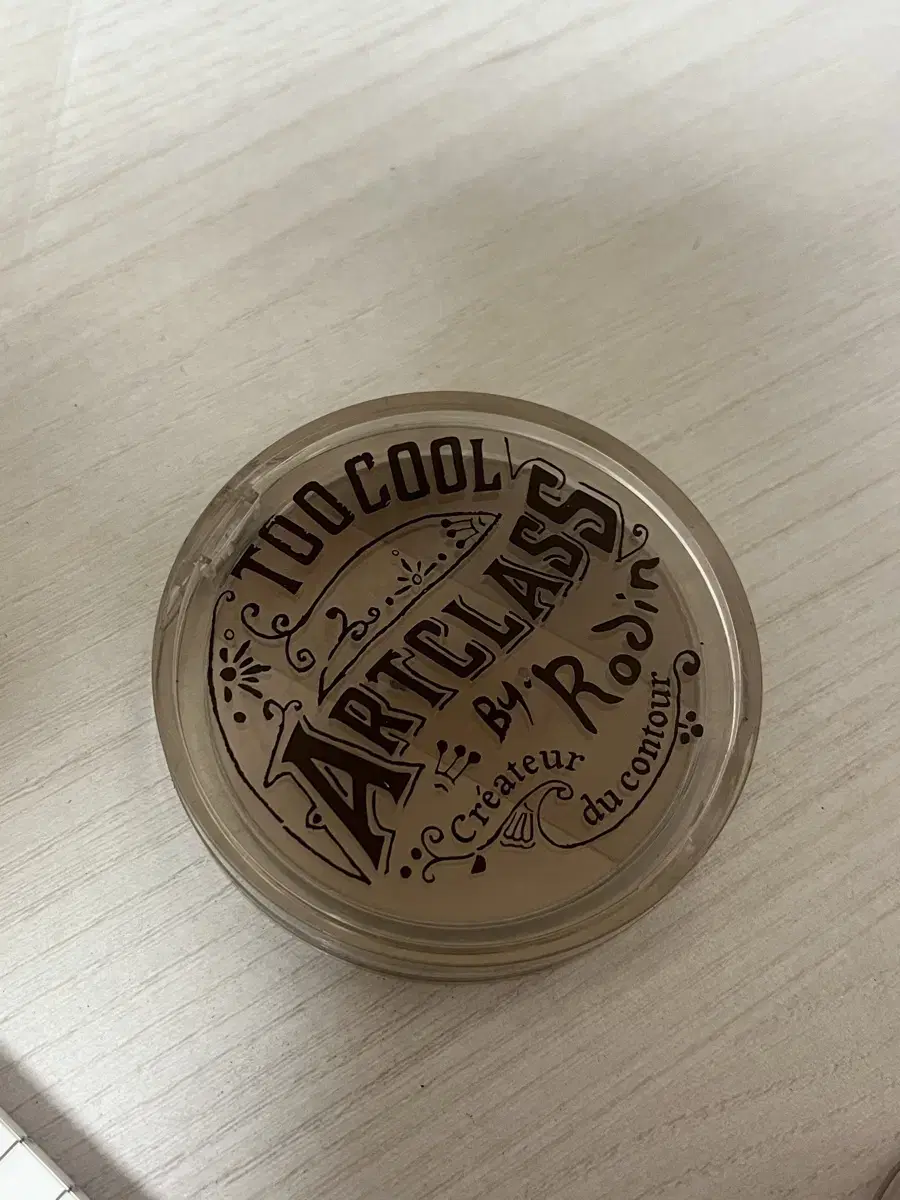 TOO COOL
ARTCLASS
By. Rodin
Créateur
du contour